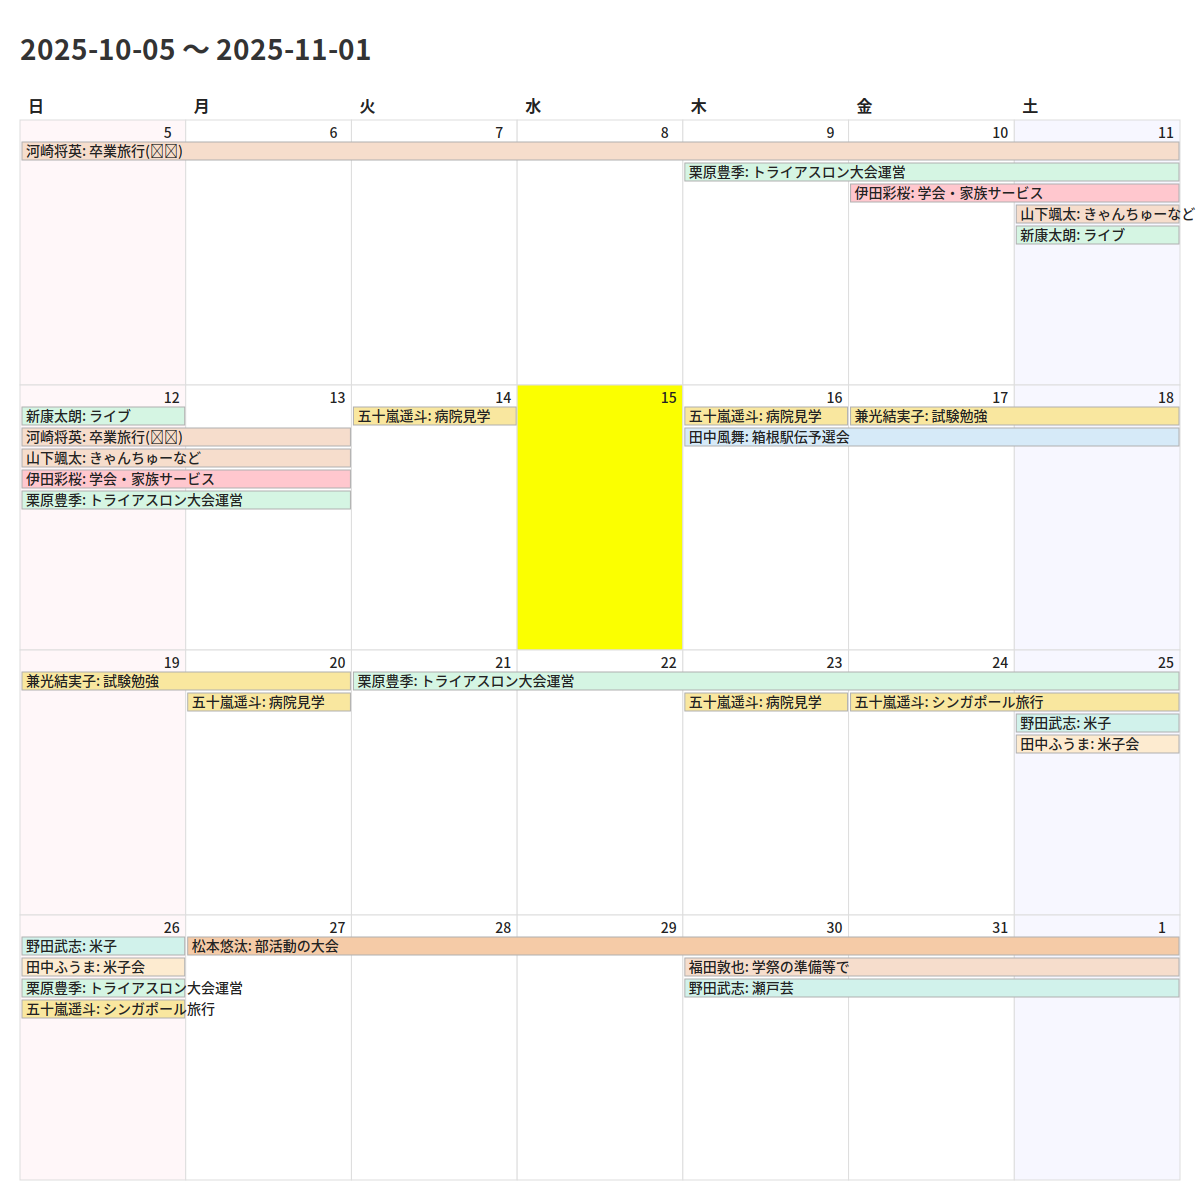 2025-10-05 〜 2025-11-01
日 月 火 水 木 金 土
5 6 7 8 9 10 11
河崎将英: 卒業旅行(☒☒)
栗原豊季: トライアスロン大会運営
伊田彩桜: 学会・家族サービス
山下颯太: きゃんちゅーなど
新康太朗: ライブ
12 13 14 15 16 17 18
新康太朗: ライブ 五十嵐遥斗: 病院見学 五十嵐遥斗: 病院見学 兼光結実子: 試験勉強
河崎将英: 卒業旅行(☒☒) 田中風舞: 箱根駅伝予選会
山下颯太: きゃんちゅーなど
伊田彩桜: 学会・家族サービス
栗原豊季: トライアスロン大会運営
19 20 21 22 23 24 25
兼光結実子: 試験勉強 栗原豊季: トライアスロン大会運営
五十嵐遥斗: 病院見学 五十嵐遥斗: 病院見学 五十嵐遥斗: シンガポール旅行
野田武志: 米子
田中ふうま: 米子会
26 27 28 29 30 31 1
野田武志: 米子 松本悠汰: 部活動の大会
田中ふうま: 米子会 福田敦也: 学祭の準備等で
栗原豊季: トライアスロン大会運営 野田武志: 瀬戸芸
五十嵐遥斗: シンガポール旅行